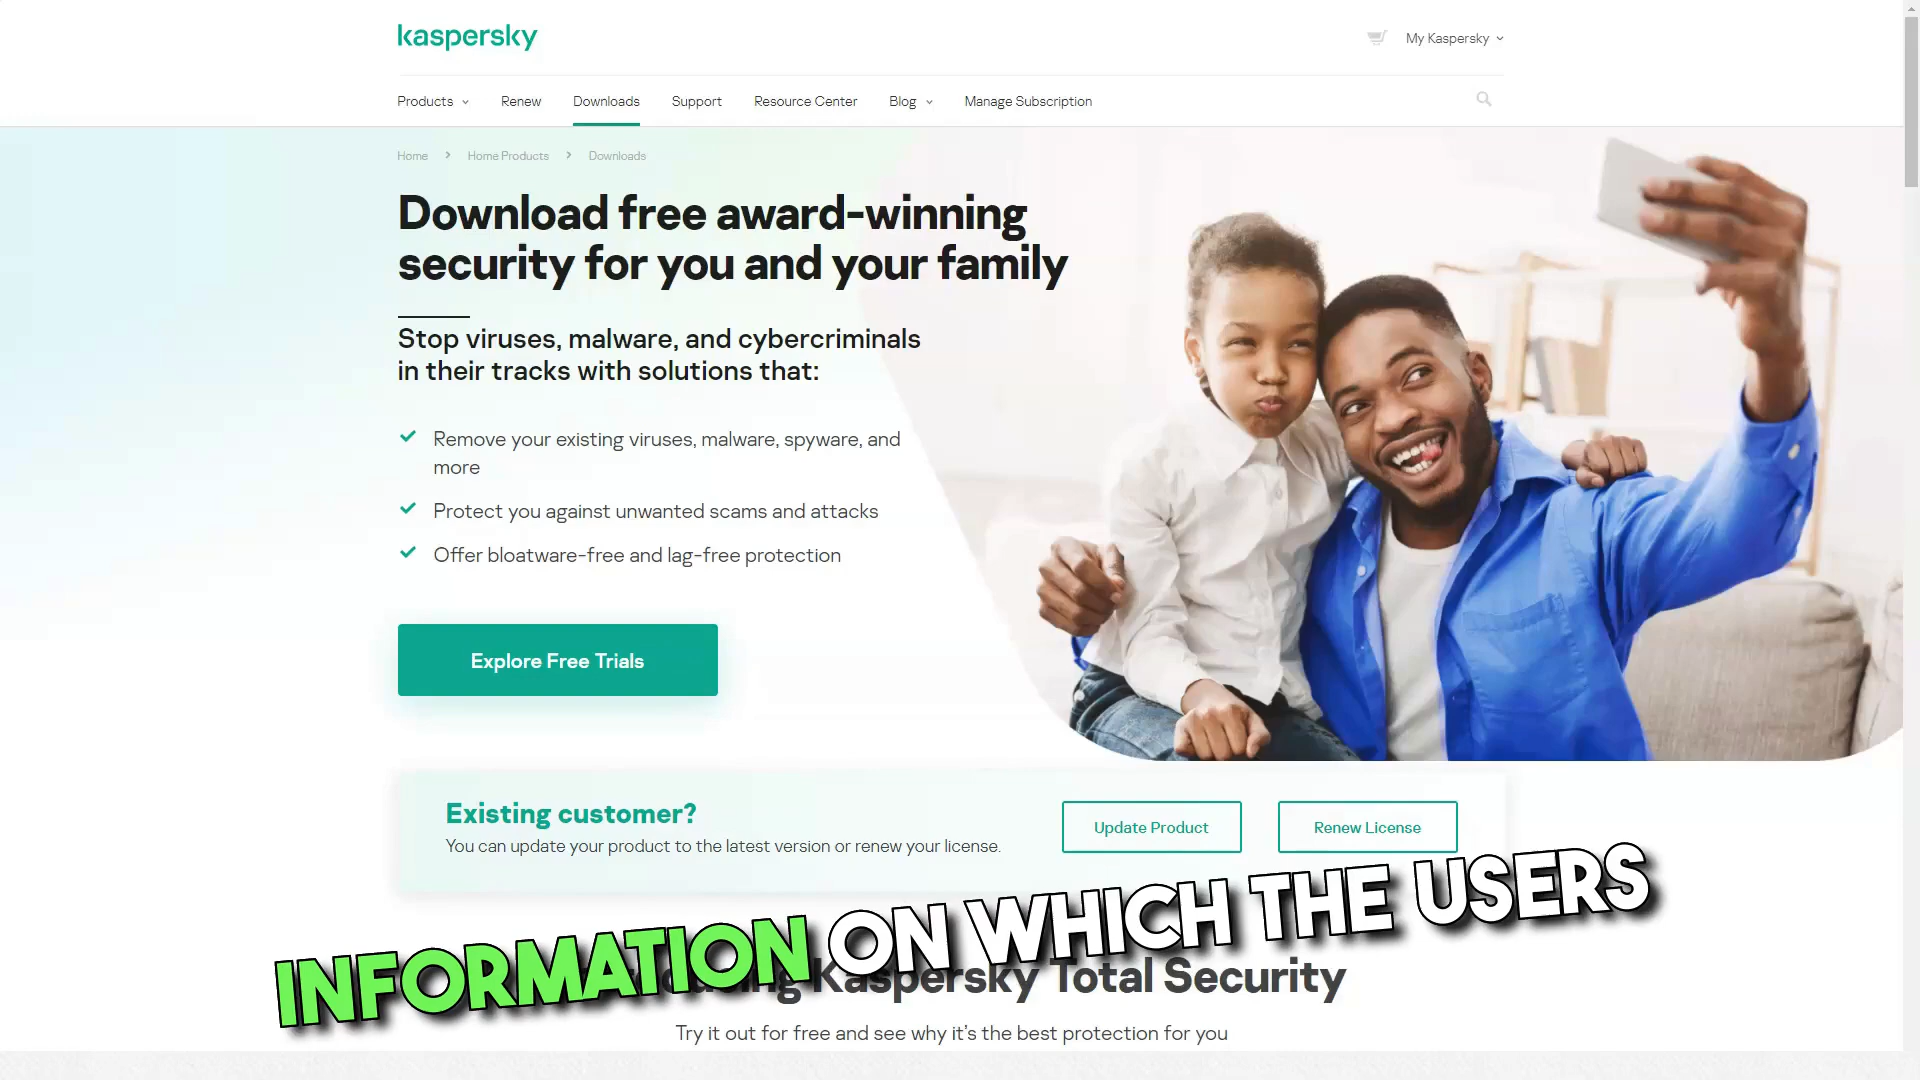 kaspersky
My Kaspersky
Products
Renew
Downloads
Support
Resource Center
Blog
Manage Subscription
Home
Home Products
Downloads
Download free award-winning
security for you and your family
Stop viruses, malware, and cybercriminals
in their tracks with solutions that:
Remove your existing viruses, malware, spyware, and
more
Protect you against unwanted scams and attacks
Offer bloatware-free and lag-free protection
Explore Free Trials
Existing customer?
You can update your product to the latest version or renew your license.
Update Product
Renew License
INFORMATION ON WHICH THE USERS
Kaspersky Total Security
Try it out for free and see why it's the best protection for you